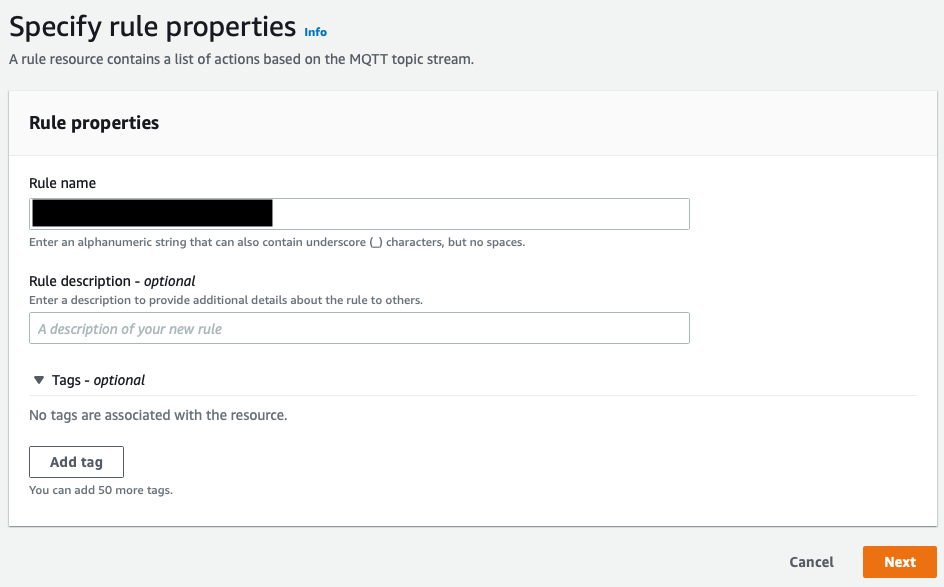 Specify rule properties Info
A rule resource contains a list of actions based on the MQTT topic stream.
Rule properties
Rule name
Enter an alphanumeric string that can also contain underscore (_) characters, but no spaces.
Rule description - optional
Enter a description to provide additional details about the rule to others.
A description of your new rule
Tags - optional
No tags are associated with the resource.
Add tag
You can add 50 more tags.
Cancel Next